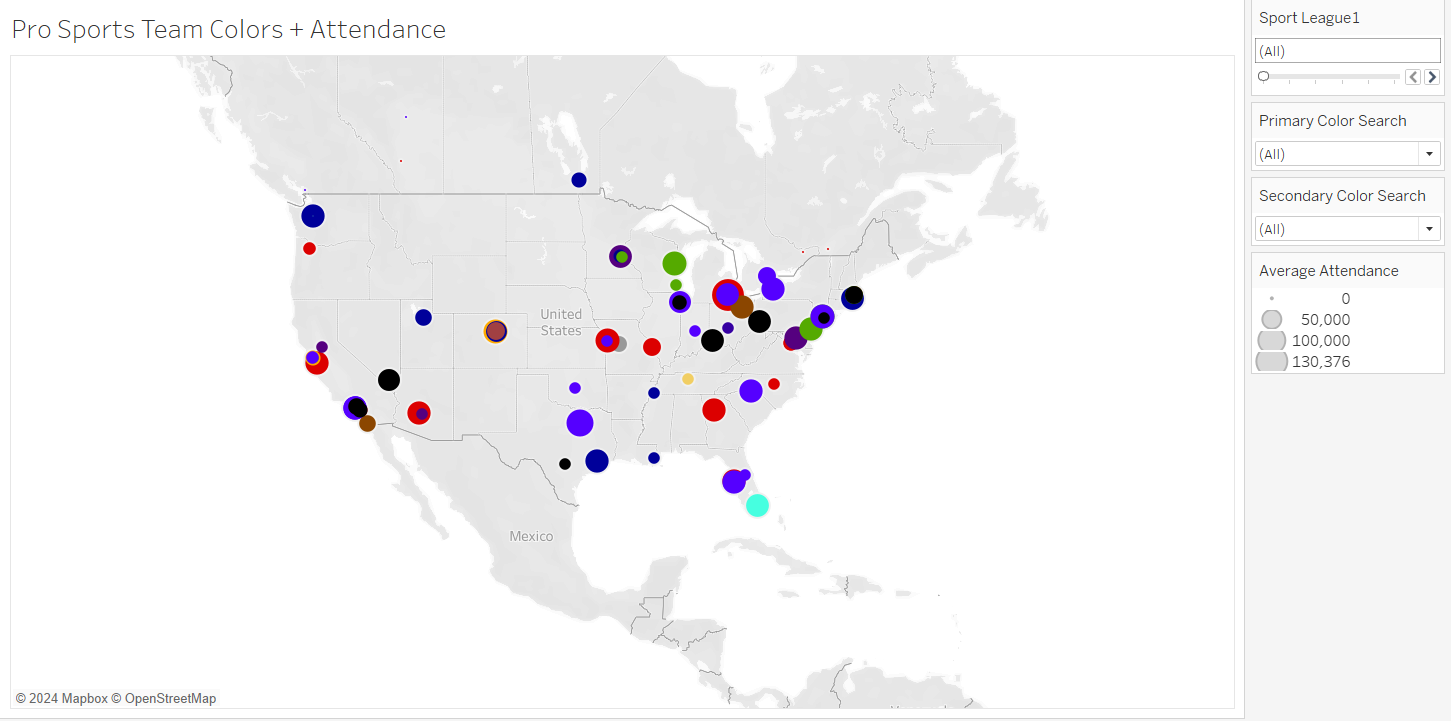 Pro Sports Team Colors + Attendance
United
States
Mexico
© 2024 Mapbox © OpenStreetMap
Sport League1
(All)
Primary Color Search
(All)
Secondary Color Search
(All)
Average Attendance
0
50,000
100,000
130,376